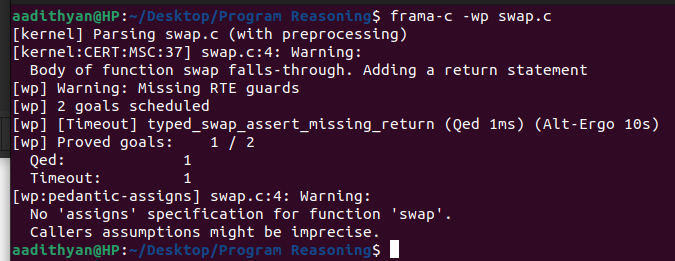 aadithyan@HP:~/Desktop/Program Reasoning$ frama-c -wp swap.c
[kernel] Parsing swap.c (with preprocessing)
[kernel:CERT:MSC:37] swap.c:4: Warning:
  Body of function swap falls-through. Adding a return statement
[wp] Warning: Missing RTE guards
[wp] 2 goals scheduled
[wp] [Timeout] typed_swap_assert_missing_return (Qed 1ms) (Alt-Ergo 10s)
[wp] Proved goals:    1 / 2
  Qed:             1
  Timeout:         1
[wp:pedantic-assigns] swap.c:4: Warning:
  No 'assigns' specification for function 'swap'.
  Callers assumptions might be imprecise.
aadithyan@HP:~/Desktop/Program Reasoning$